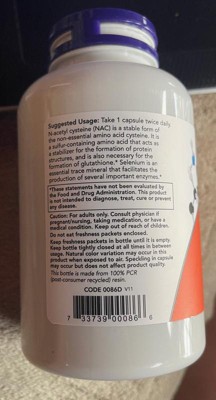 Suggested Usage: Take 1 capsule twice daily.
N-acetyl cysteine (NAC) is a stable form of
the non-essential amino acid cysteine. It is
a sulfur-containing amino acid that acts as
a stabilizer for the formation of protein
structures, and is also necessary for the
formation of glutathione.* Selenium is an
essential trace mineral that facilitates the
production of several important enzymes.*
*These statements have not been evaluated by
the Food and Drug Administration. This product
is not intended to diagnose, treat, cure or prevent
any disease.
Caution: For adults only. Consult physician if
pregnant/nursing, taking medication, or have a
medical condition. Keep out of reach of children.
Do not eat freshness packets enclosed.
Keep freshness packets in bottle until it is empty.
Keep bottle tightly closed at all times in between
usage. Natural color variation may occur in this
product when exposed to air. Speckling in capsule
may occur but does not affect product quality.
This bottle is made from 100% PCR
(post-consumer recycled) resin.
CODE 0086D V11
7 33739 00086 6